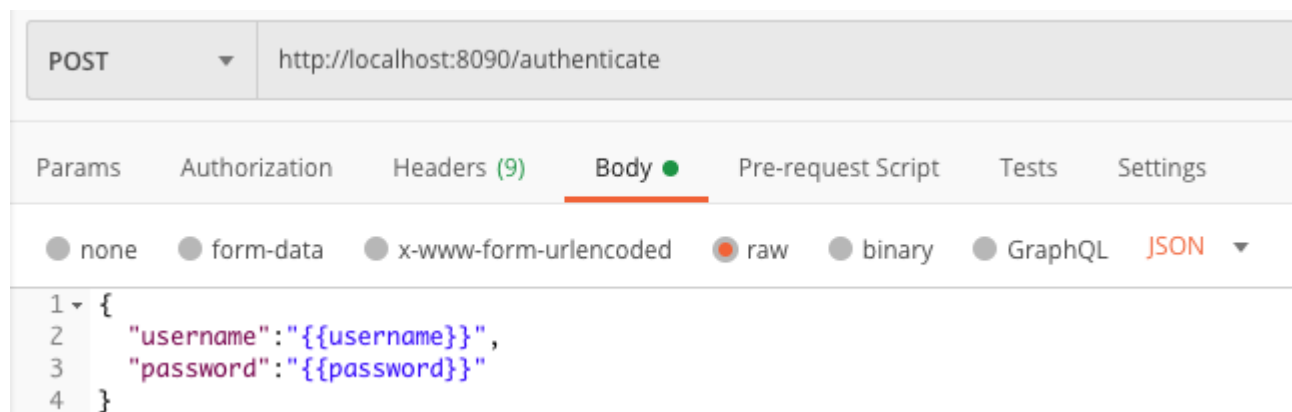 POST http://localhost:8090/authenticate
Params Authorization Headers (9) Body Pre-request Script Tests Settings
none form-data x-www-form-urlencoded raw binary GraphQL JSON
1 {
2 "username":"{{username}}",
3 "password":"{{password}}"
4 }